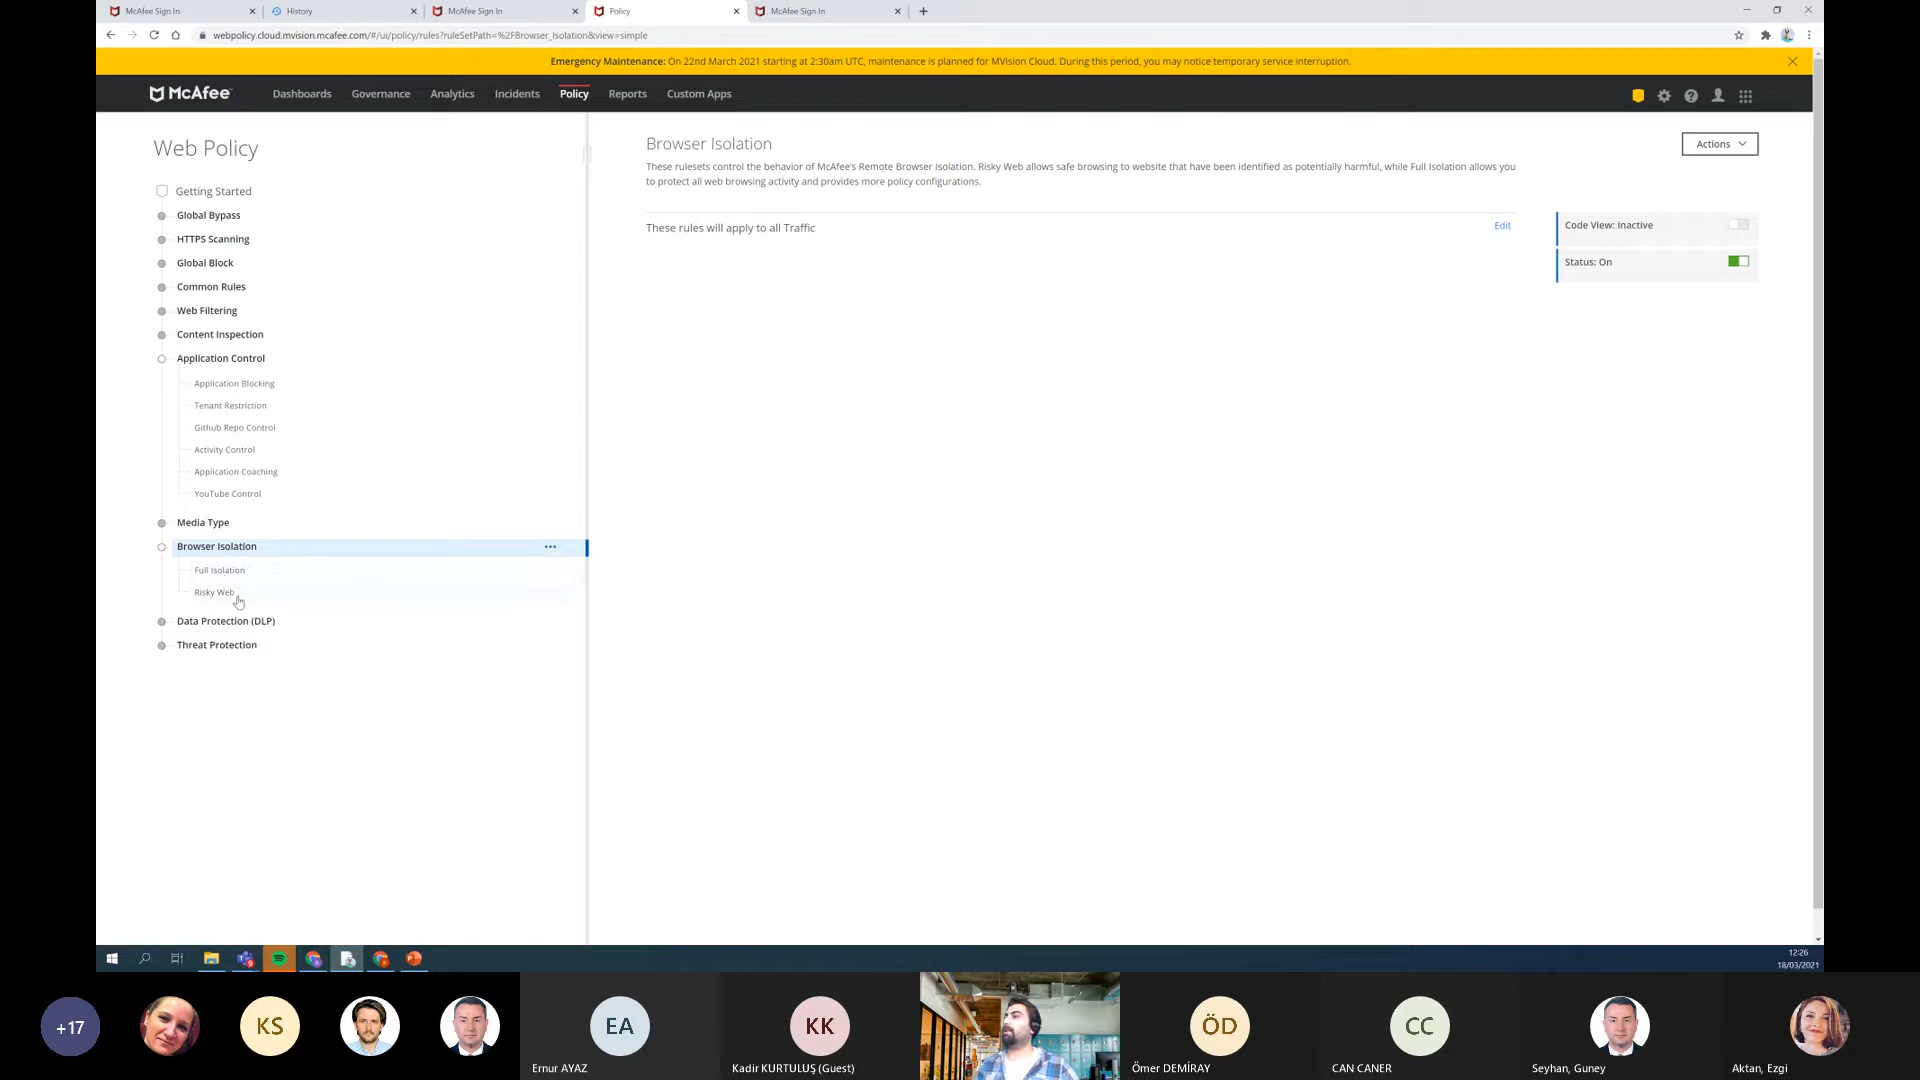 McAfee Sign In
History
McAfee Sign In
Policy
McAfee Sign In
webpolicy.cloud.mvision.mcafee.com/#/ui/policy/rules?ruleSetPath=%2FBrowser_Isolation&view=simple
Emergency Maintenance: On 22nd March 2021 starting at 2:30am UTC, maintenance is planned for MVision Cloud. During this period, you may notice temporary service interruption.
McAfee
Dashboards
Governance
Analytics
Incidents
Policy
Reports
Custom Apps
Web Policy
Getting Started
Global Bypass
HTTPS Scanning
Global Block
Common Rules
Web Filtering
Content Inspection
Application Control
Application Blocking
Tenant Restriction
Github Repo Control
Activity Control
Application Coaching
YouTube Control
Media Type
Browser Isolation
Full Isolation
Risky Web
Data Protection (DLP)
Threat Protection
Browser Isolation
These rulesets control the behavior of McAfee's Remote Browser Isolation. Risky Web allows safe browsing to website that have been identified as potentially harmful, while Full Isolation allows you
to protect all web browsing activity and provides more policy configurations.
Actions
These rules will apply to all Traffic
Edit
Code View: Inactive
Status: On
12:26
18/03/2021
+17
KS
EA
Ernur AYAZ
KK
Kadir KURTULUŞ (Guest)
ÖD
Ömer DEMİRAY
CC
CAN CANER
Seyhan, Guney
Aktan, Ezgi